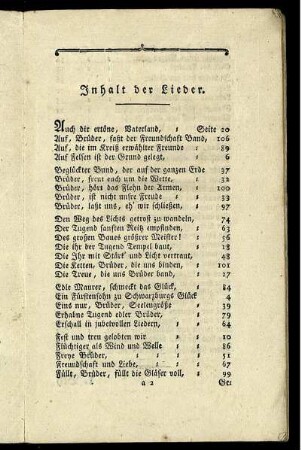 Inhalt der Lieder.
Auch dir ertöne, Vaterland, : Seite 20
Auf, Brüder, faßt der Freundschaft Band, 106
Auf, die im Kreiß erwählter Freunde : 89
Auf Felsen ist der Grund gelegt, : 6
Beglückter Bund, der auf der ganzen Erde 37
Brüder, freut euch um die Wette, : 32
Brüder, hört das Flehn der Armen, : 100
Brüder, ist nicht unsre Freude : 53
Brüder, laßt uns, eh' wir schließen, : 97
Den Weg des Lichts getrost zu wandeln, 74
Der Tugend sanften Reitz empfinden, : 63
Des großen Baues größrer Meister! : 56
Die ihr der Tugend Tempel baut, : 18
Die Ihr mit Stärk' und Licht vertraut, 48
Die Ketten, Brüder, die uns binden, : 101
Die Treue, die uns Brüder band, : 17
Edle Maurer, schmeckt das Glück, : 84
Ein Fürstensohn zu Schwarzburgs Glück 4
Eins nur, Brüder, Seelengröße : 39
Erhabne Tugend edler Brüder, : 79
Erschall in jubelvollen Liedern, : : 64
Fest und treu gelobten wir : : 10
Flüchtiger als Wind und Welle : : 86
Freye Brüder, : : : 51
Freundschaft und Liebe, : : : 67
Füllt, Brüder, füllt die Gläser voll, : 99
a 2 Ge: